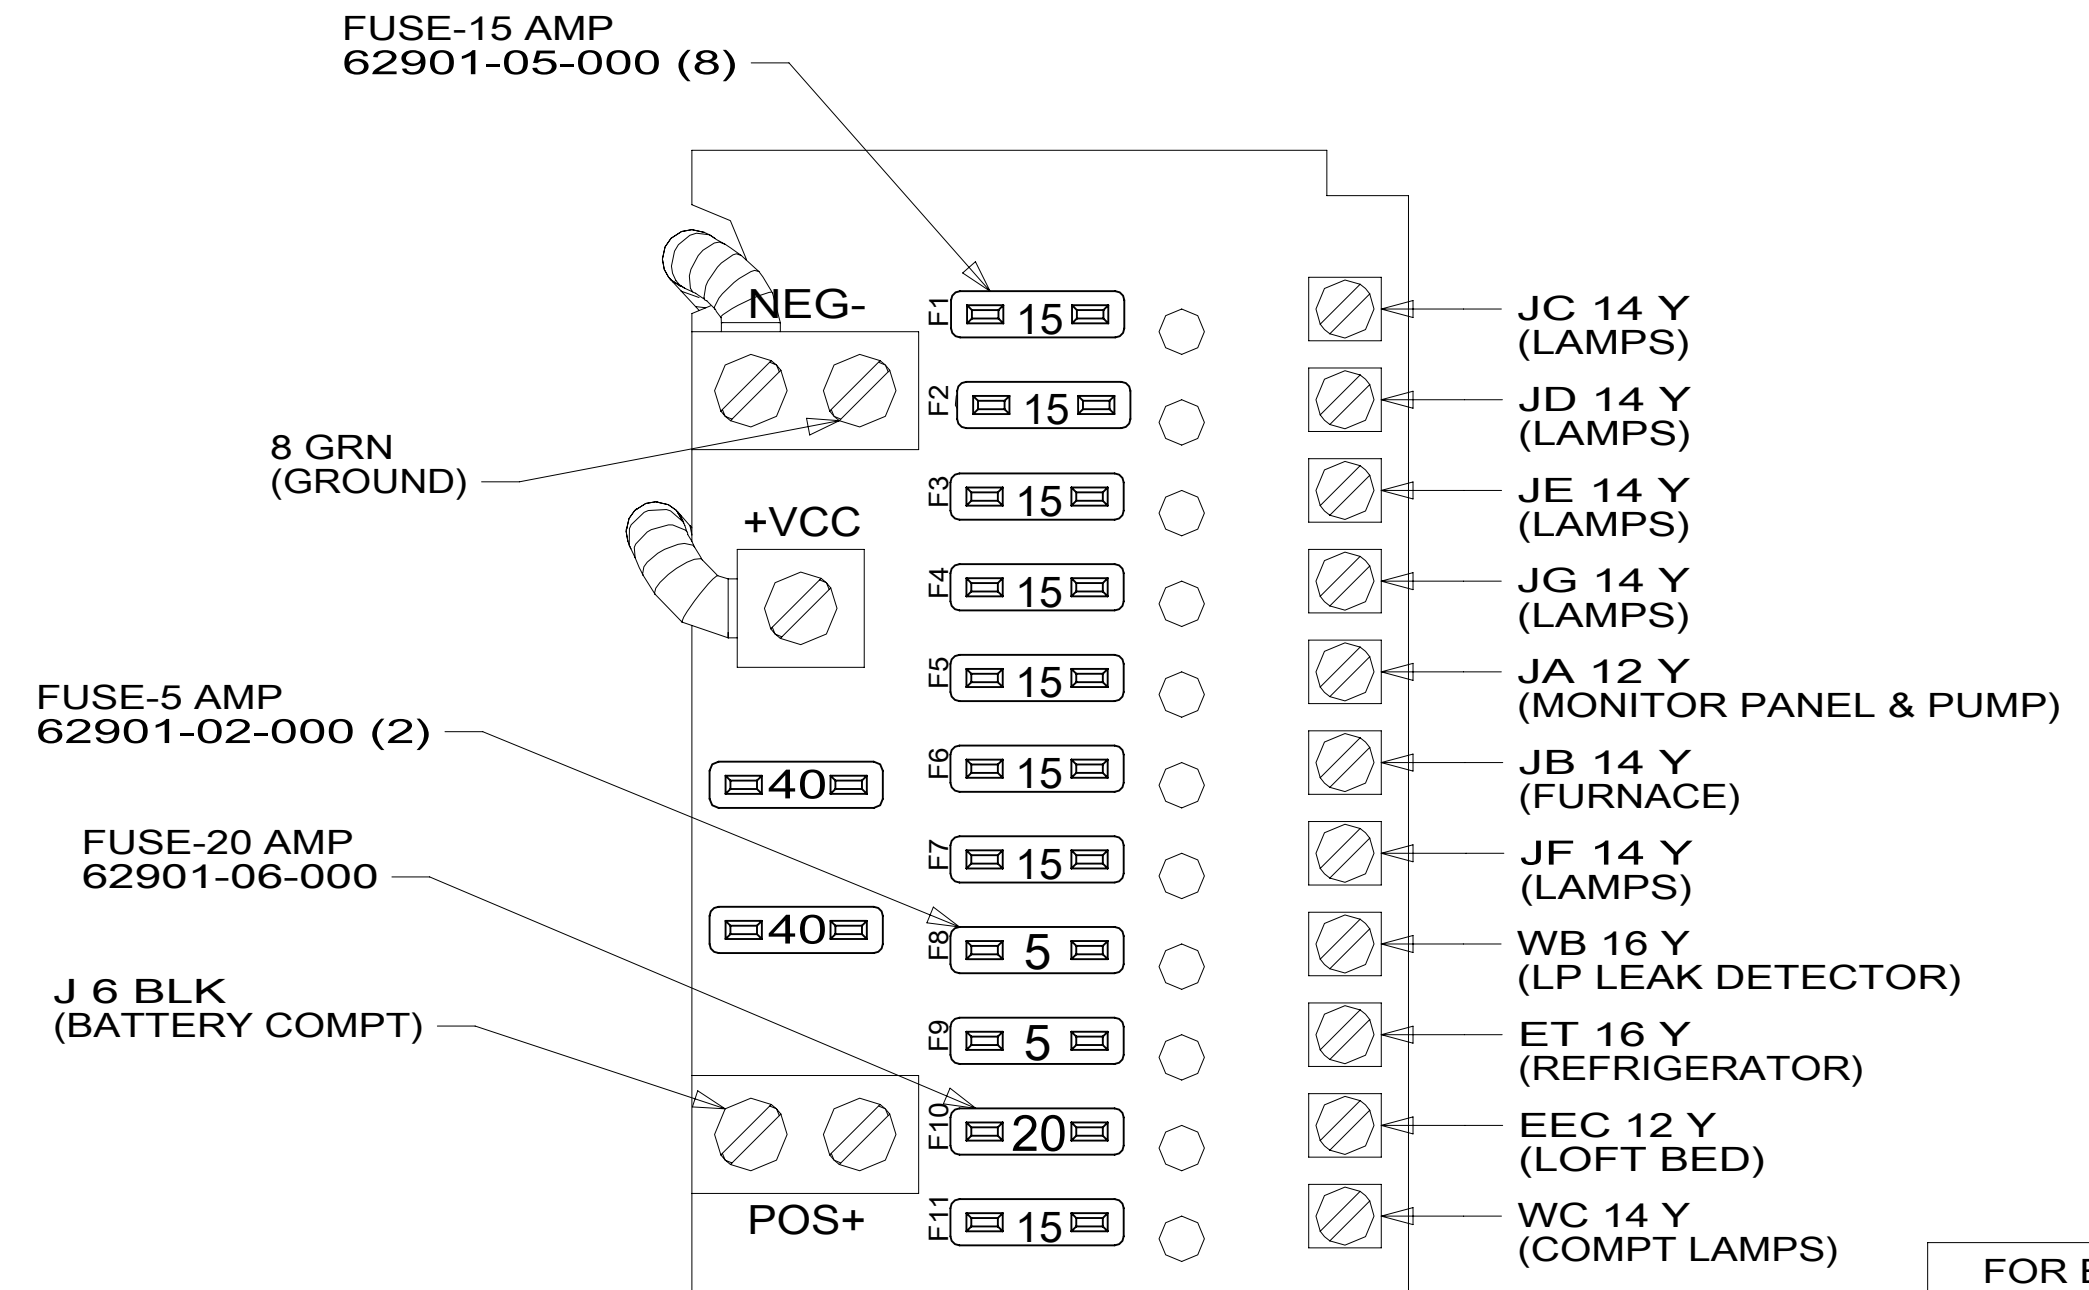 FUSE-15 AMP
62901-05-000 (8)
NEG-
8 GRN
(GROUND)
+VCC
FUSE-5 AMP
62901-02-000 (2)
40
FUSE-20 AMP
62901-06-000
40
J 6 BLK
(BATTERY COMPT)
POS+
F1 15
JC 14 Y
(LAMPS)
F2 15
JD 14 Y
(LAMPS)
F3 15
JE 14 Y
(LAMPS)
F4 15
JG 14 Y
(LAMPS)
F5 15
JA 12 Y
(MONITOR PANEL & PUMP)
F6 15
JB 14 Y
(FURNACE)
F7 15
JF 14 Y
(LAMPS)
F8 5
WB 16 Y
(LP LEAK DETECTOR)
F9 5
ET 16 Y
(REFRIGERATOR)
F10 20
EEC 12 Y
(LOFT BED)
F11 15
WC 14 Y
(COMPT LAMPS)
FOR